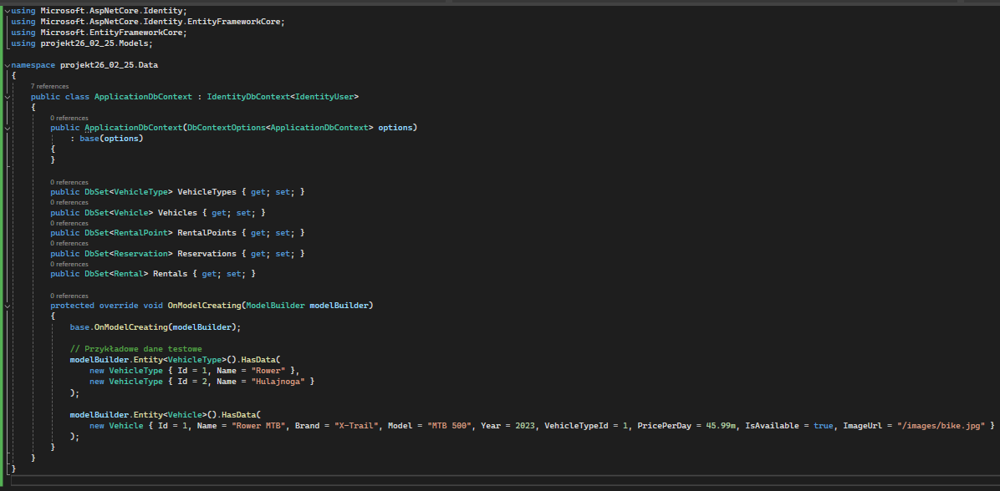 using Microsoft.AspNetCore.Identity;
using Microsoft.AspNetCore.Identity.EntityFrameworkCore;
using Microsoft.EntityFrameworkCore;
using projekt26_02_25.Models;
namespace projekt26_02_25.Data
{
7 references
public class ApplicationDbContext : IdentityDbContext<IdentityUser>
{
0 references
public ApplicationDbContext(DbContextOptions<ApplicationDbContext> options)
: base(options)
{
}
0 references
public DbSet<VehicleType> VehicleTypes { get; set; }
0 references
public DbSet<Vehicle> Vehicles { get; set; }
0 references
public DbSet<RentalPoint> RentalPoints { get; set; }
0 references
public DbSet<Reservation> Reservations { get; set; }
0 references
public DbSet<Rental> Rentals { get; set; }
0 references
protected override void OnModelCreating(ModelBuilder modelBuilder)
{
base.OnModelCreating(modelBuilder);
// Przykładowe dane testowe
modelBuilder.Entity<VehicleType>().HasData(
new VehicleType { Id = 1, Name = "Rower" },
new VehicleType { Id = 2, Name = "Hulajnoga" }
);
modelBuilder.Entity<Vehicle>().HasData(
new Vehicle { Id = 1, Name = "Rower MTB", Brand = "X-Trail", Model = "MTB 500", Year = 2023, VehicleTypeId = 1, PricePerDay = 45.99m, IsAvailable = true, ImageUrl = "/images/bike.jpg" }
);
}
}
}